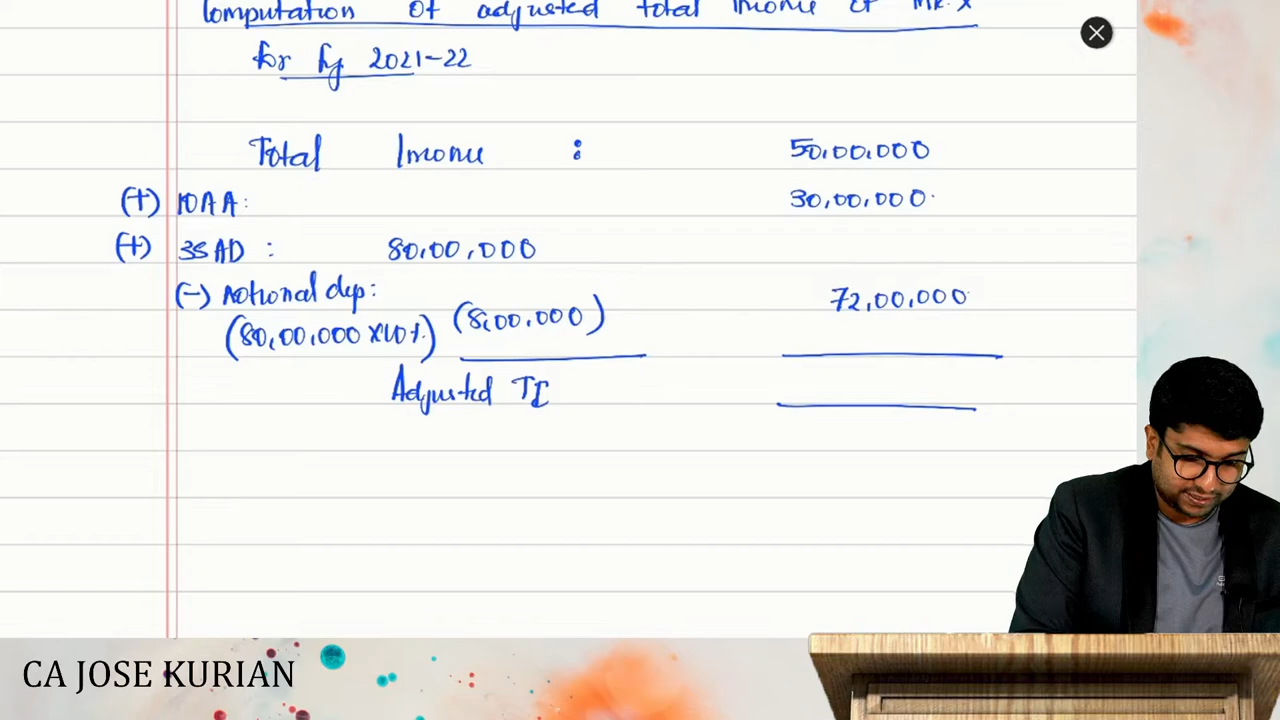 Computation of adjusted total Income of Mr. X
for fy 2021-22
Total Income : 50,00,000
(+) 10AA: 30,00,000
(+) 35AD : 80,00,000
(-) Notional dep: 72,00,000
(80,00,000 x 10%) (8,00,000)
Adjusted TI
CA JOSE KURIAN